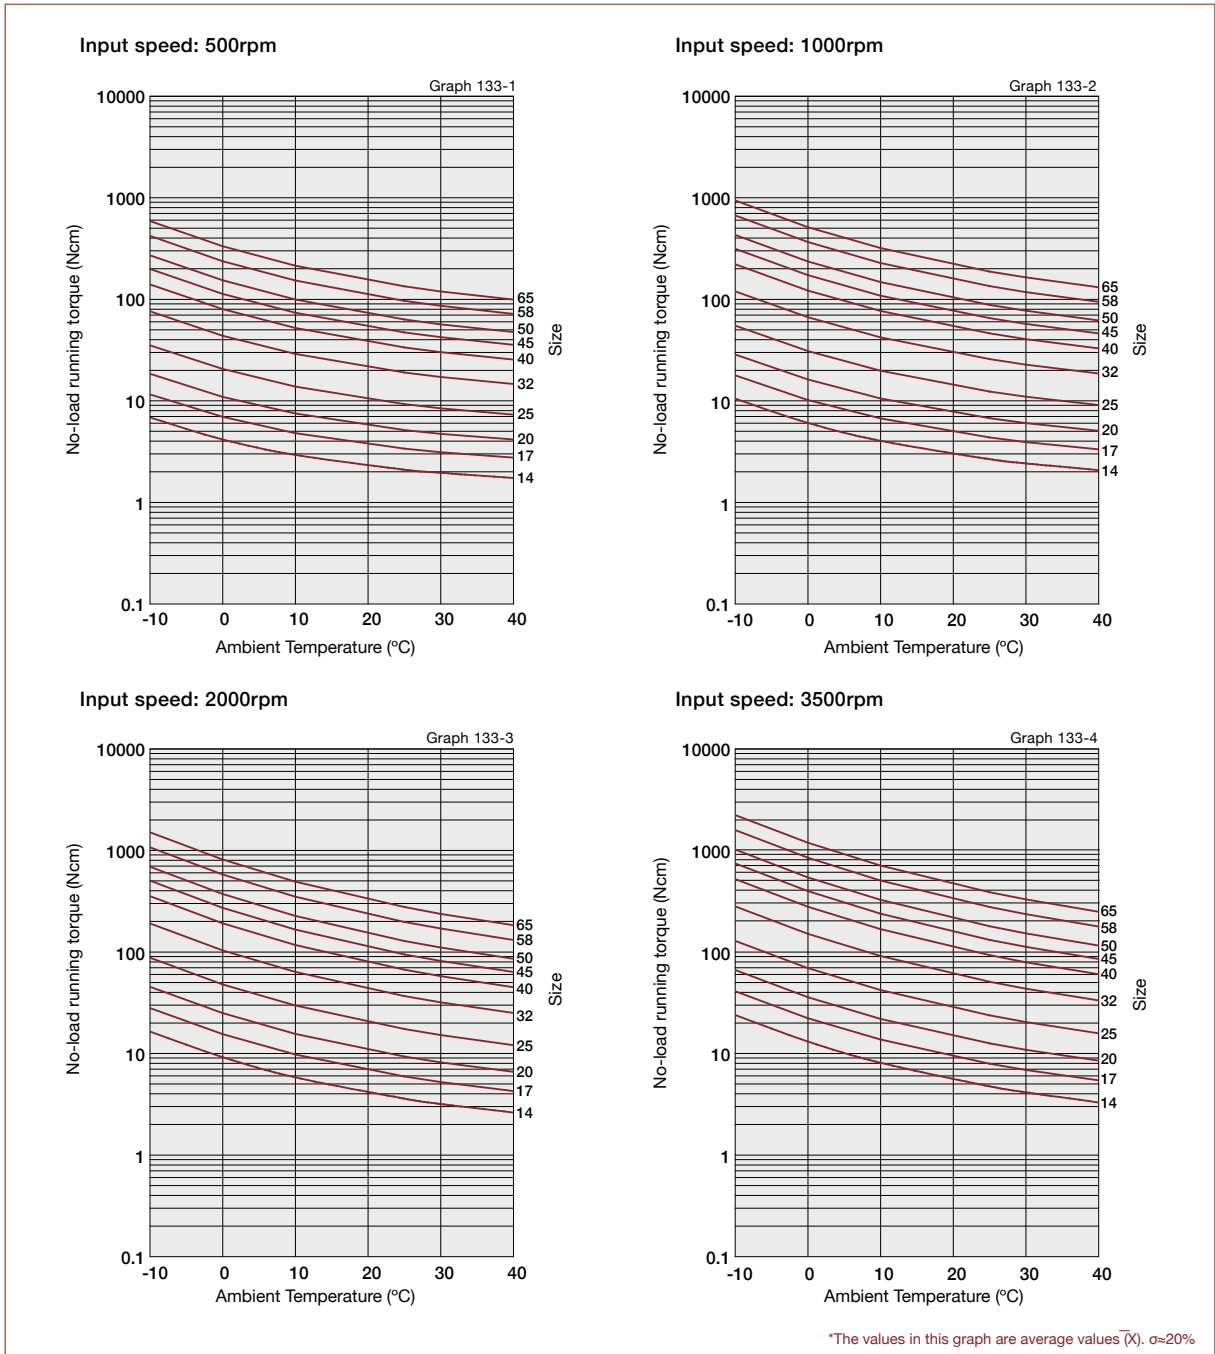 Input speed: 500rpm
Graph 133-1
No-load running torque (Ncm)
10000
1000
100
10
1
0.1
-10 0 10 20 30 40
Ambient Temperature (ºC)
65
58
50
45
40
32
25
20
17
14
Size
Input speed: 1000rpm
Graph 133-2
No-load running torque (Ncm)
10000
1000
100
10
1
0.1
-10 0 10 20 30 40
Ambient Temperature (ºC)
65
58
50
45
40
32
25
20
17
14
Size
Input speed: 2000rpm
Graph 133-3
No-load running torque (Ncm)
10000
1000
100
10
1
0.1
-10 0 10 20 30 40
Ambient Temperature (ºC)
65
58
50
45
40
32
25
20
17
14
Size
Input speed: 3500rpm
Graph 133-4
No-load running torque (Ncm)
10000
1000
100
10
1
0.1
-10 0 10 20 30 40
Ambient Temperature (ºC)
65
58
50
45
40
32
25
20
17
14
Size
*The values in this graph are average values (X̅). σ≈20%